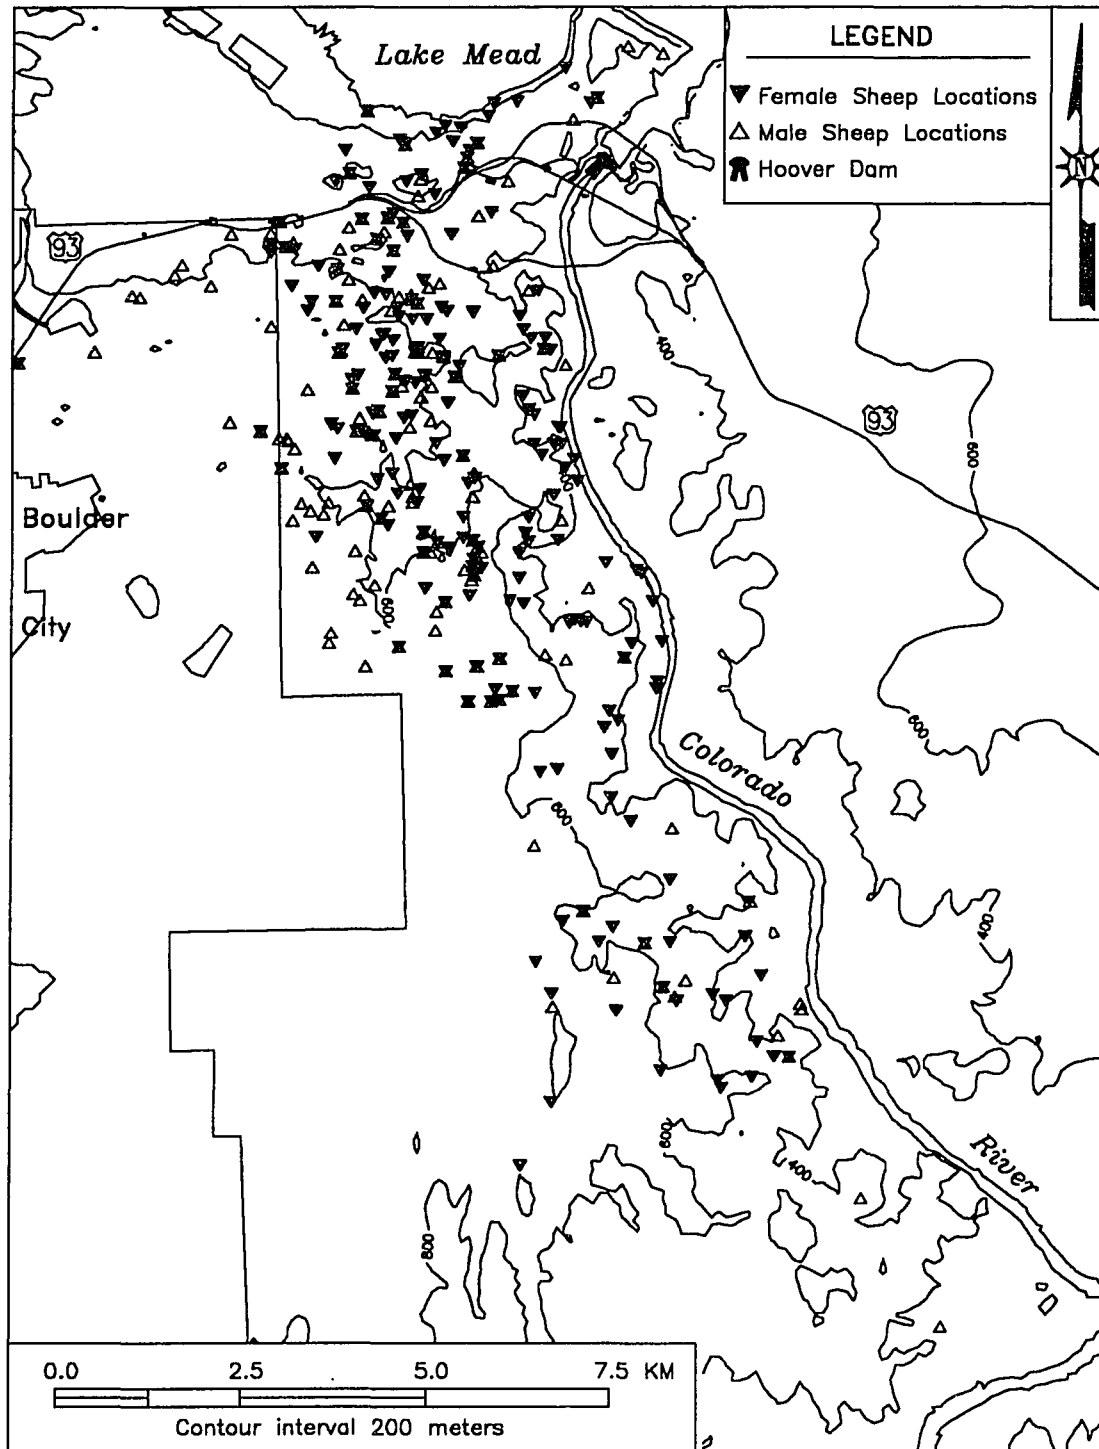 Lake Mead
LEGEND
Female Sheep Locations
Male Sheep Locations
Hoover Dam
N
93
400
93
600
Boulder
City
600
600
Colorado
600
400
600
400
River
800
0.0 2.5 5.0 7.5 KM
Contour interval 200 meters